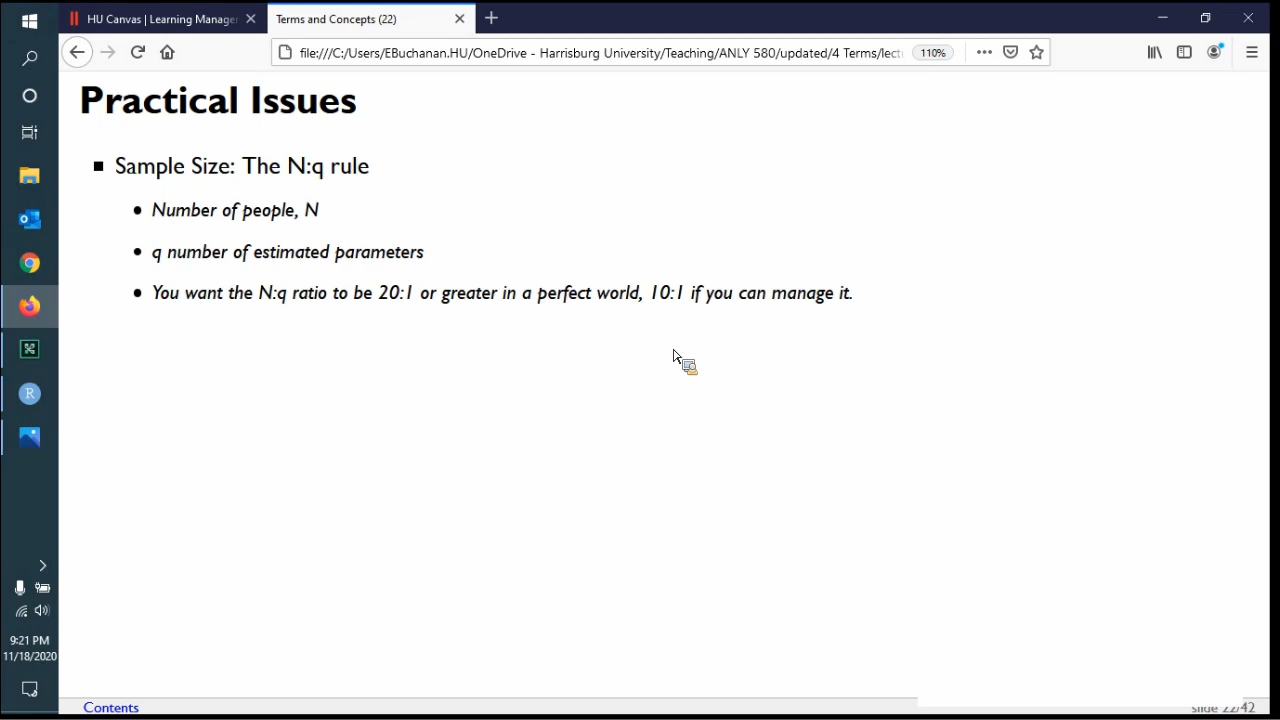 HU Canvas | Learning Manage
Terms and Concepts (22)
file:///C:/Users/EBuchanan.HU/OneDrive - Harrisburg University/Teaching/ANLY 580/updated/4 Terms/lect
110%
Practical Issues
Sample Size: The N:q rule
Number of people, N
q number of estimated parameters
You want the N:q ratio to be 20:1 or greater in a perfect world, 10:1 if you can manage it.
R
9:21 PM
11/18/2020
Contents
slide 22/42